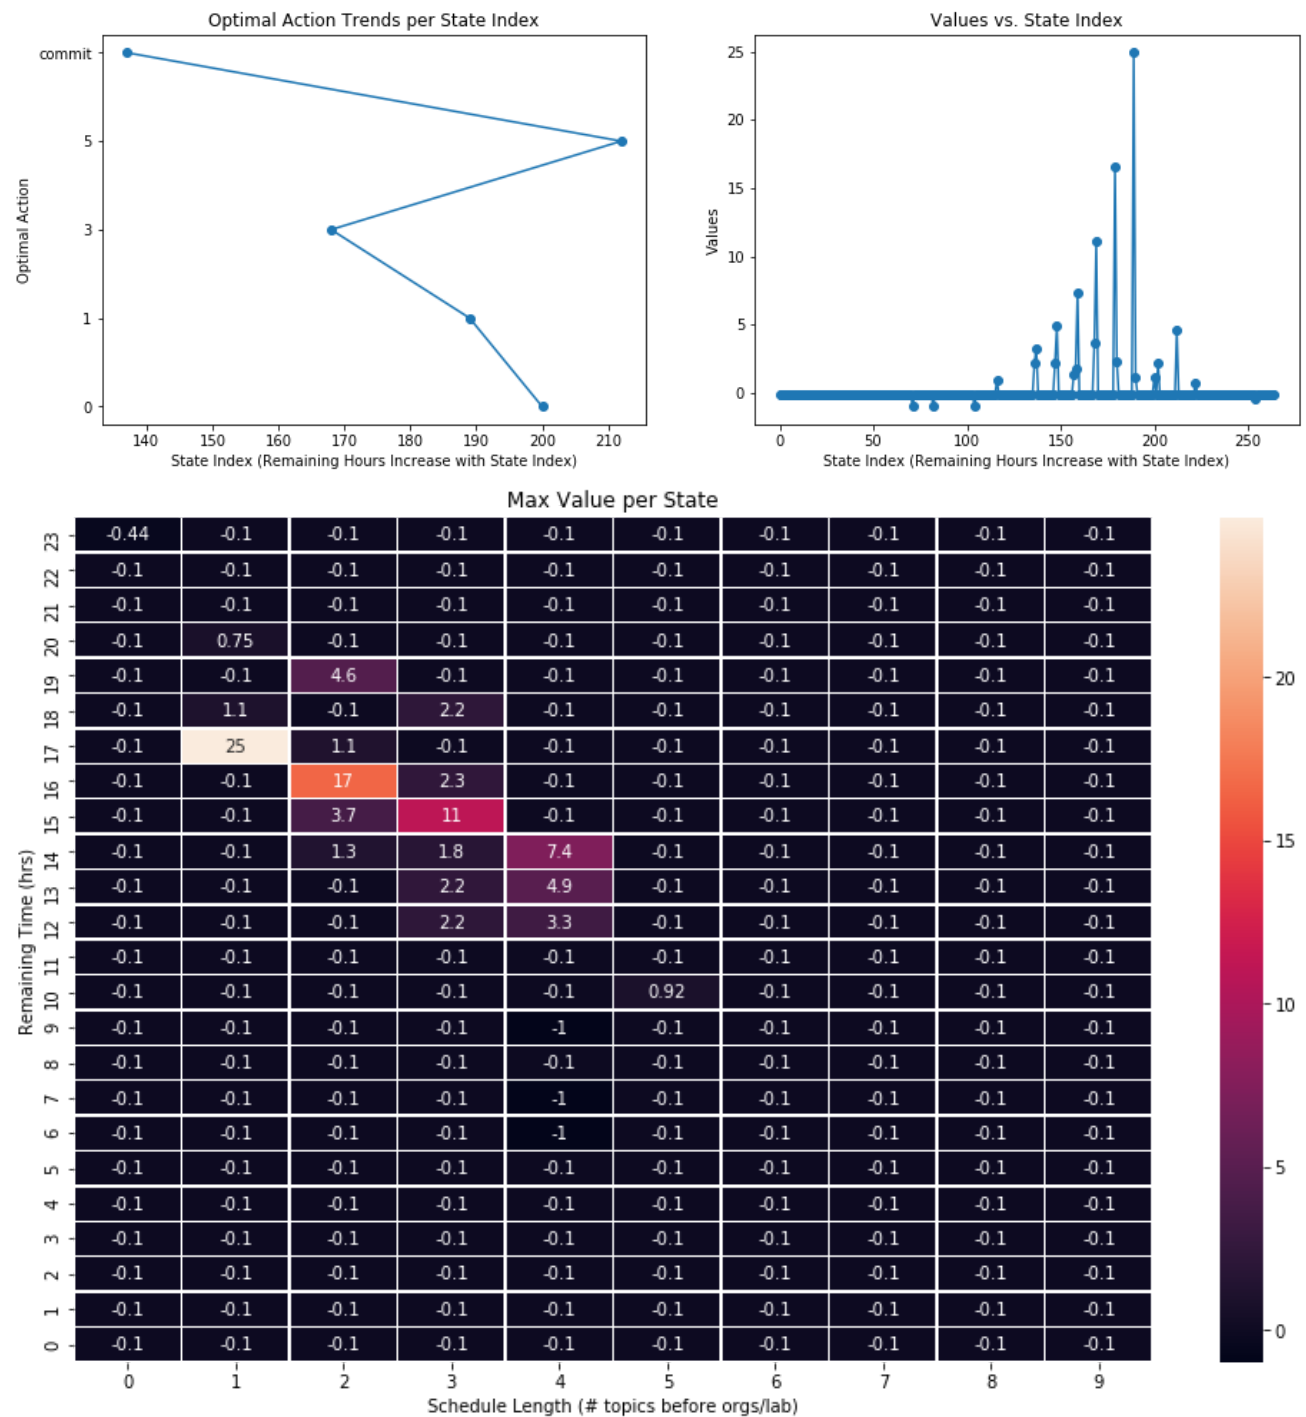 Optimal Action Trends per State Index
commit
5
3
1
0
Optimal Action
140 150 160 170 180 190 200 210
State Index (Remaining Hours Increase with State Index)
Values vs. State Index
25
20
15
10
5
0
Values
0 50 100 150 200 250
State Index (Remaining Hours Increase with State Index)
Max Value per State
23 -0.44 -0.1 -0.1 -0.1 -0.1 -0.1 -0.1 -0.1 -0.1 -0.1
22 -0.1 -0.1 -0.1 -0.1 -0.1 -0.1 -0.1 -0.1 -0.1 -0.1
21 -0.1 -0.1 -0.1 -0.1 -0.1 -0.1 -0.1 -0.1 -0.1 -0.1
20 -0.1 0.75 -0.1 -0.1 -0.1 -0.1 -0.1 -0.1 -0.1 -0.1
19 -0.1 -0.1 4.6 -0.1 -0.1 -0.1 -0.1 -0.1 -0.1 -0.1
18 -0.1 1.1 -0.1 2.2 -0.1 -0.1 -0.1 -0.1 -0.1 -0.1
17 -0.1 25 1.1 -0.1 -0.1 -0.1 -0.1 -0.1 -0.1 -0.1
16 -0.1 -0.1 17 2.3 -0.1 -0.1 -0.1 -0.1 -0.1 -0.1
15 -0.1 -0.1 3.7 11 -0.1 -0.1 -0.1 -0.1 -0.1 -0.1
14 -0.1 -0.1 1.3 1.8 7.4 -0.1 -0.1 -0.1 -0.1 -0.1
13 -0.1 -0.1 -0.1 2.2 4.9 -0.1 -0.1 -0.1 -0.1 -0.1
12 -0.1 -0.1 -0.1 2.2 3.3 -0.1 -0.1 -0.1 -0.1 -0.1
11 -0.1 -0.1 -0.1 -0.1 -0.1 -0.1 -0.1 -0.1 -0.1 -0.1
10 -0.1 -0.1 -0.1 -0.1 -0.1 0.92 -0.1 -0.1 -0.1 -0.1
9 -0.1 -0.1 -0.1 -0.1 -1 -0.1 -0.1 -0.1 -0.1 -0.1
8 -0.1 -0.1 -0.1 -0.1 -0.1 -0.1 -0.1 -0.1 -0.1 -0.1
7 -0.1 -0.1 -0.1 -0.1 -1 -0.1 -0.1 -0.1 -0.1 -0.1
6 -0.1 -0.1 -0.1 -0.1 -1 -0.1 -0.1 -0.1 -0.1 -0.1
5 -0.1 -0.1 -0.1 -0.1 -0.1 -0.1 -0.1 -0.1 -0.1 -0.1
4 -0.1 -0.1 -0.1 -0.1 -0.1 -0.1 -0.1 -0.1 -0.1 -0.1
3 -0.1 -0.1 -0.1 -0.1 -0.1 -0.1 -0.1 -0.1 -0.1 -0.1
2 -0.1 -0.1 -0.1 -0.1 -0.1 -0.1 -0.1 -0.1 -0.1 -0.1
1 -0.1 -0.1 -0.1 -0.1 -0.1 -0.1 -0.1 -0.1 -0.1 -0.1
0 -0.1 -0.1 -0.1 -0.1 -0.1 -0.1 -0.1 -0.1 -0.1 -0.1
Remaining Time (hrs)
0 1 2 3 4 5 6 7 8 9
Schedule Length (# topics before orgs/lab)
20
15
10
5
0